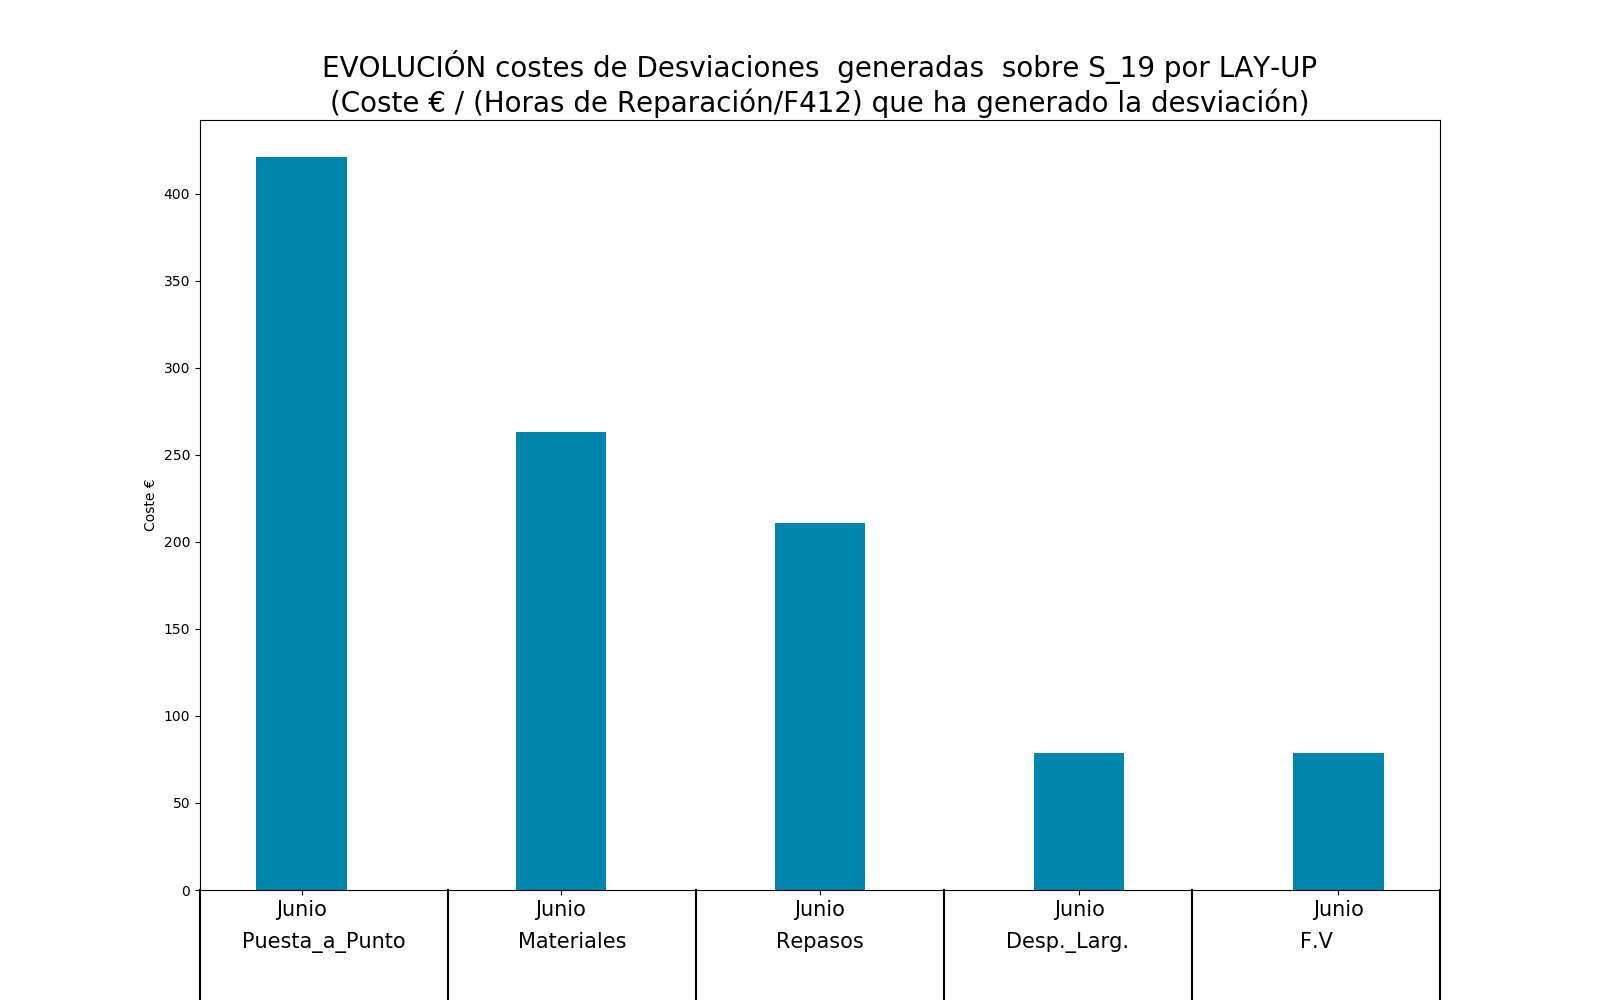 EVOLUCIÓN costes de Desviaciones  generadas  sobre S_19 por LAY-UP
(Coste € / (Horas de Reparación/F412) que ha generado la desviación)
400
350
300
250
200
150
100
50
0
Coste €
Junio Junio Junio Junio Junio
Puesta_a_Punto Materiales Repasos Desp._Larg. F.V